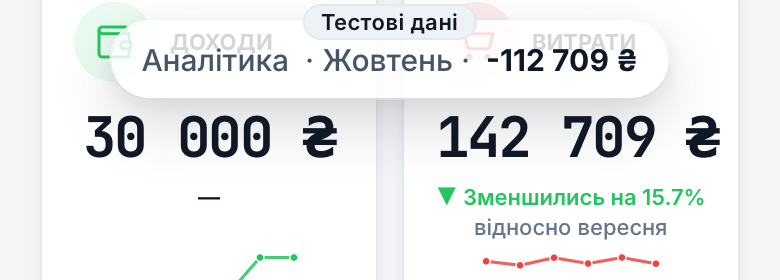 Тестові дані
ДОХОДИ
ВИТРАТИ
Аналітика · Жовтень · -112 709 ₴
30 000 ₴
142 709 ₴
—
▼ Зменшились на 15.7%
відносно вересня